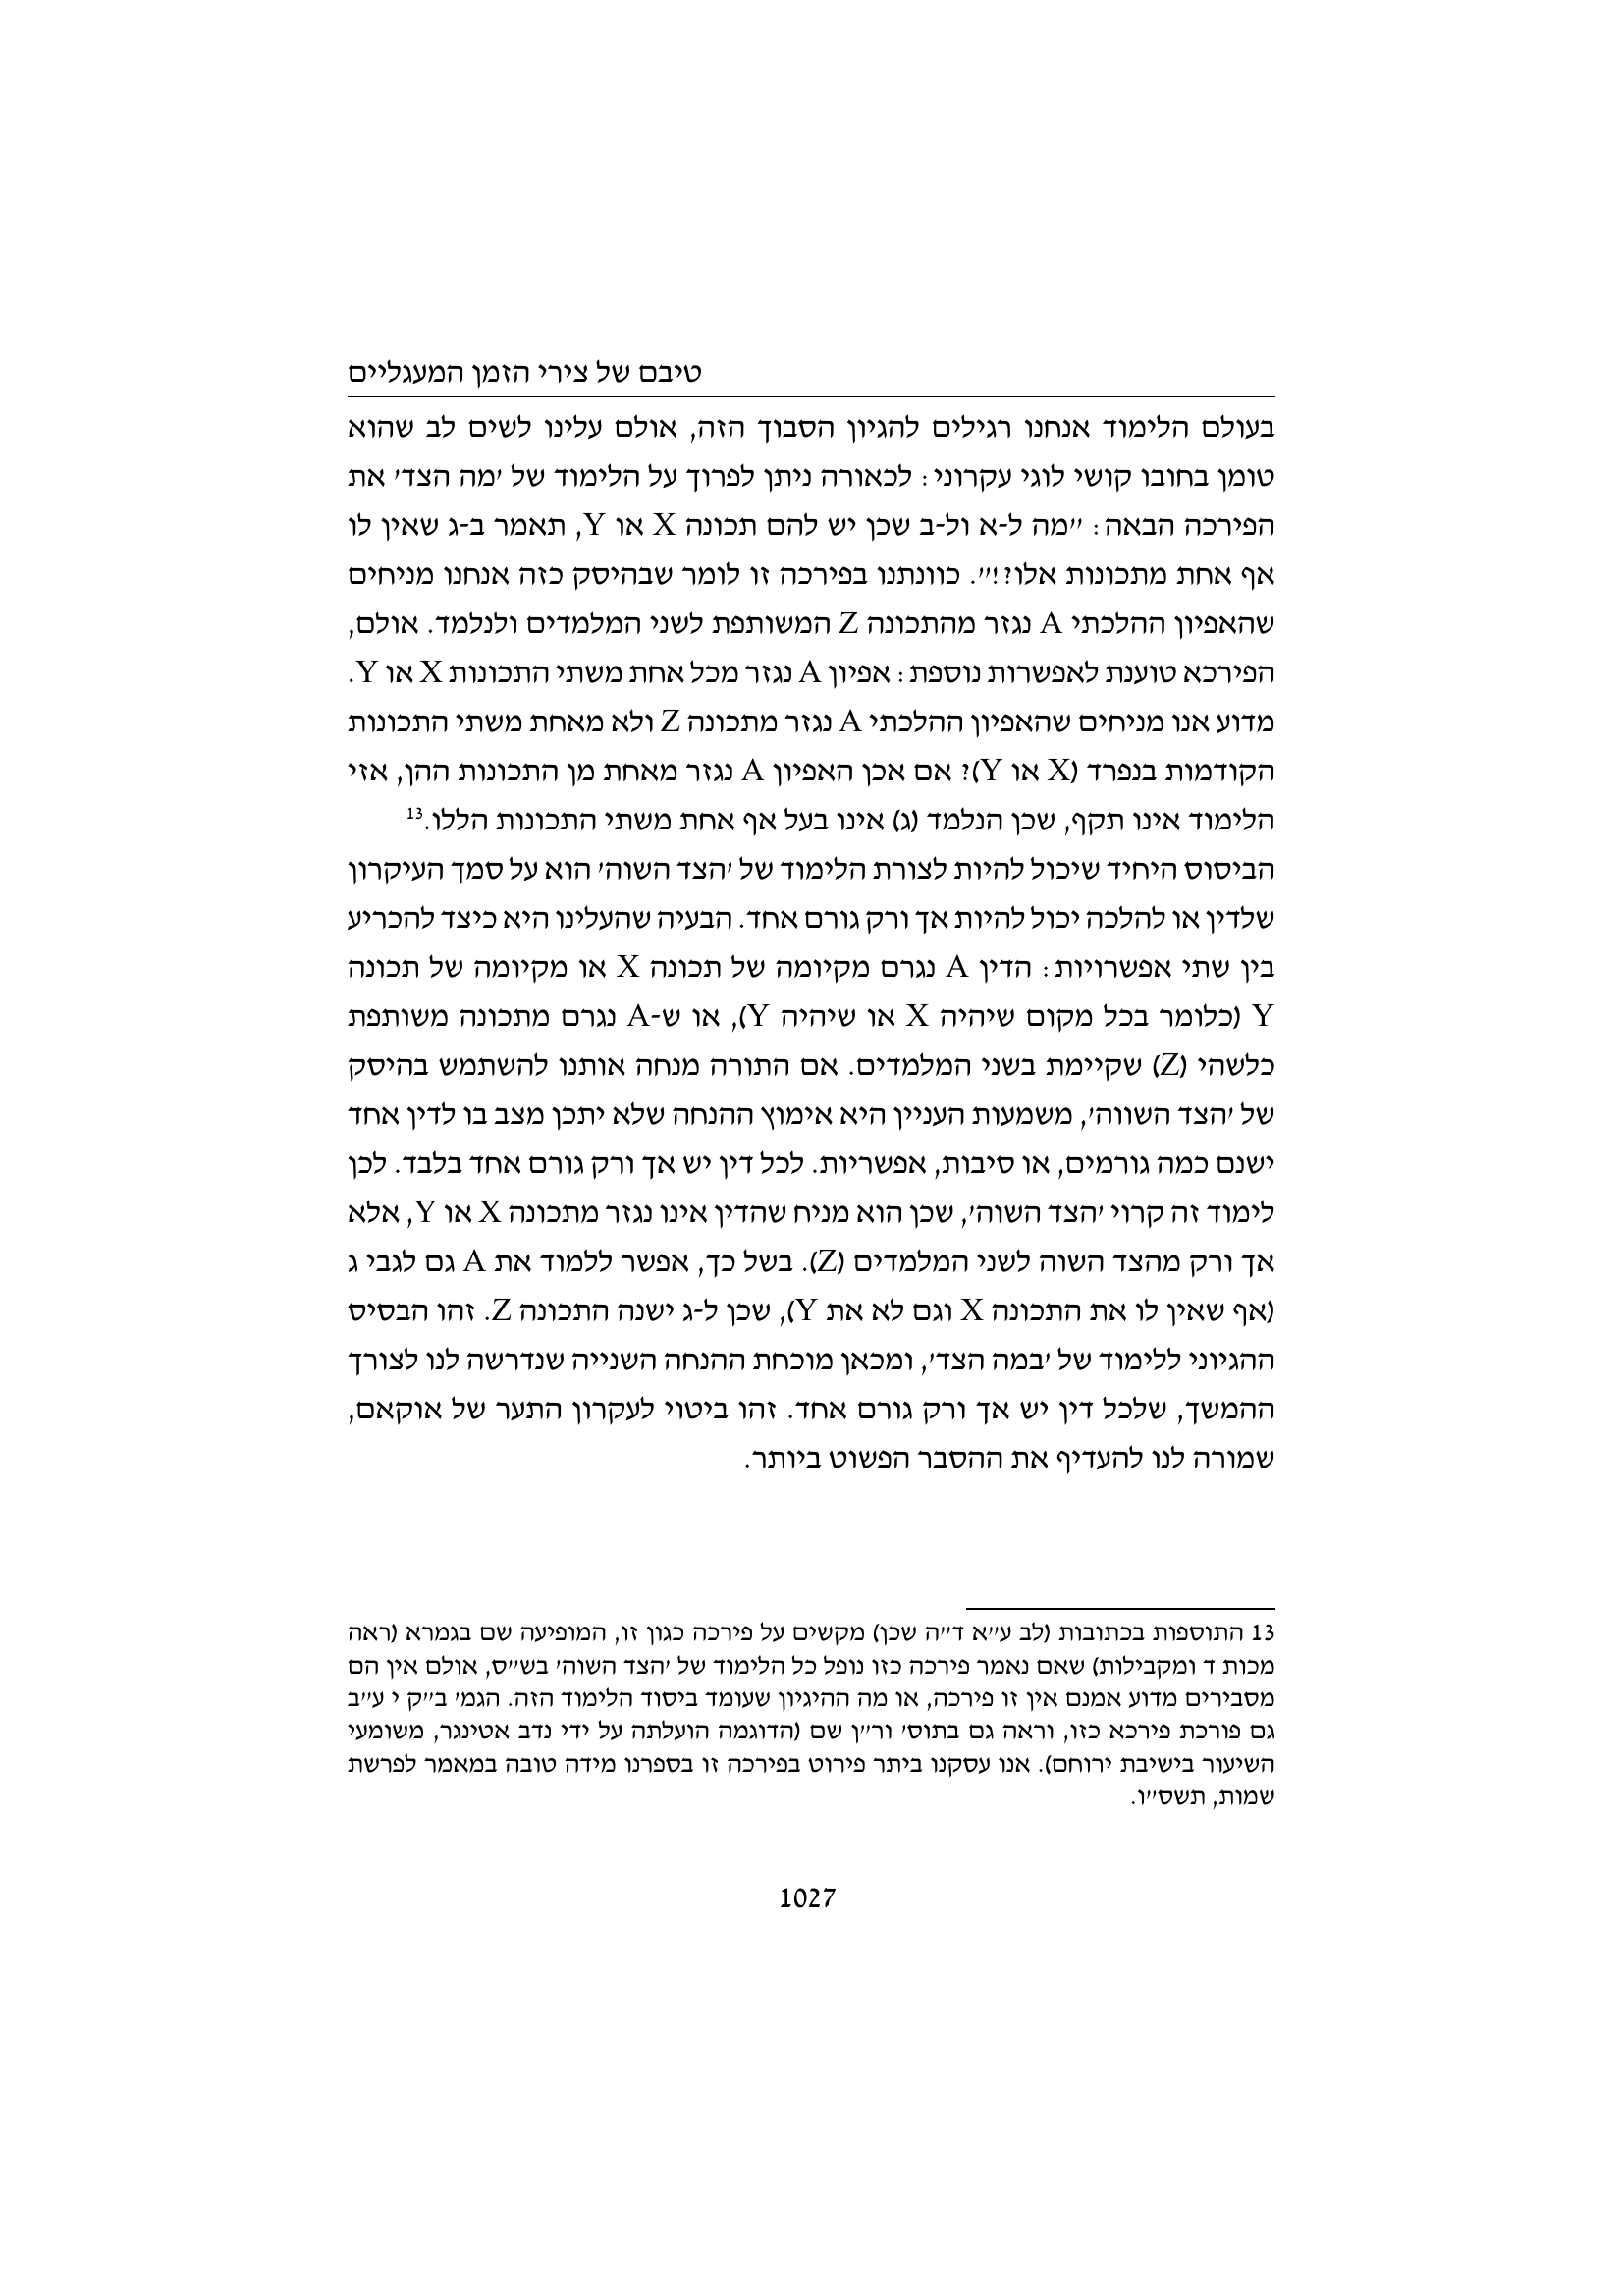 טיבם של צירי הזמן המעגליים
בעולם הלימוד אנחנו רגילים להגיון הסבוך הזה, אולם עלינו לשים לב שהוא
טומן בחובו קושי לוגי עקרוני: לכאורה ניתן לפרוך על הלימוד של 'מה הצד' את
הפירכה הבאה: "מה ל-א ול-ב שכן יש להם תכונה X או Y, תאמר ב-ג שאין לו
אף אחת מתכונות אלו?!". כוונתנו בפירכה זו לומר שבהיסק כזה אנחנו מניחים
שהאפיון ההלכתי A נגזר מהתכונה Z המשותפת לשני המלמדים ולנלמד. אולם,
הפירכא טוענת לאפשרות נוספת: אפיון A נגזר מכל אחת משתי התכונות X או Y.
מדוע אנו מניחים שהאפיון ההלכתי A נגזר מתכונה Z ולא מאחת משתי התכונות
הקודמות בנפרד (X או Y)? אם אכן האפיון A נגזר מאחת מן התכונות ההן, אזי
הלימוד אינו תקף, שכן הנלמד (ג) אינו בעל אף אחת משתי התכונות הללו.13
הביסוס היחיד שיכול להיות לצורת הלימוד של 'הצד השוה' הוא על סמך העיקרון
שלדין או להלכה יכול להיות אך ורק גורם אחד. הבעיה שהעלינו היא כיצד להכריע
בין שתי אפשרויות: הדין A נגרם מקיומה של תכונה X או מקיומה של תכונה
Y (כלומר בכל מקום שיהיה X או שיהיה Y), או ש-A נגרם מתכונה משותפת
כלשהי (Z) שקיימת בשני המלמדים. אם התורה מנחה אותנו להשתמש בהיסק
של 'הצד השווה', משמעות העניין היא אימוץ ההנחה שלא יתכן מצב בו לדין אחד
ישנם כמה גורמים, או סיבות, אפשריות. לכל דין יש אך ורק גורם אחד בלבד. לכן
לימוד זה קרוי 'הצד השוה', שכן הוא מניח שהדין אינו נגזר מתכונה X או Y, אלא
אך ורק מהצד השוה לשני המלמדים (Z). בשל כך, אפשר ללמוד את A גם לגבי ג
(אף שאין לו את התכונה X וגם לא את Y), שכן ל-ג ישנה התכונה Z. זהו הבסיס
ההגיוני ללימוד של 'במה הצד', ומכאן מוכחת ההנחה השנייה שנדרשה לנו לצורך
ההמשך, שלכל דין יש אך ורק גורם אחד. זהו ביטוי לעקרון התער של אוקאם,
שמורה לנו להעדיף את ההסבר הפשוט ביותר.
13 התוספות בכתובות (לב ע"א ד"ה שכן) מקשים על פירכה כגון זו, המופיעה שם בגמרא (ראה
מכות ד ומקבילות) שאם נאמר פירכה כזו נופל כל הלימוד של 'הצד השוה' בש"ס, אולם אין הם
מסבירים מדוע אמנם אין זו פירכה, או מה ההיגיון שעומד ביסוד הלימוד הזה. הגמ' ב"ק י ע"ב
גם פורכת פירכא כזו, וראה גם בתוס' ור"ן שם (הדוגמה הועלתה על ידי נדב אטינגר, משומעי
השיעור בישיבת ירוחם). אנו עסקנו ביתר פירוט בפירכה זו בספרנו מידה טובה במאמר לפרשת
שמות, תשס"ו.
1027